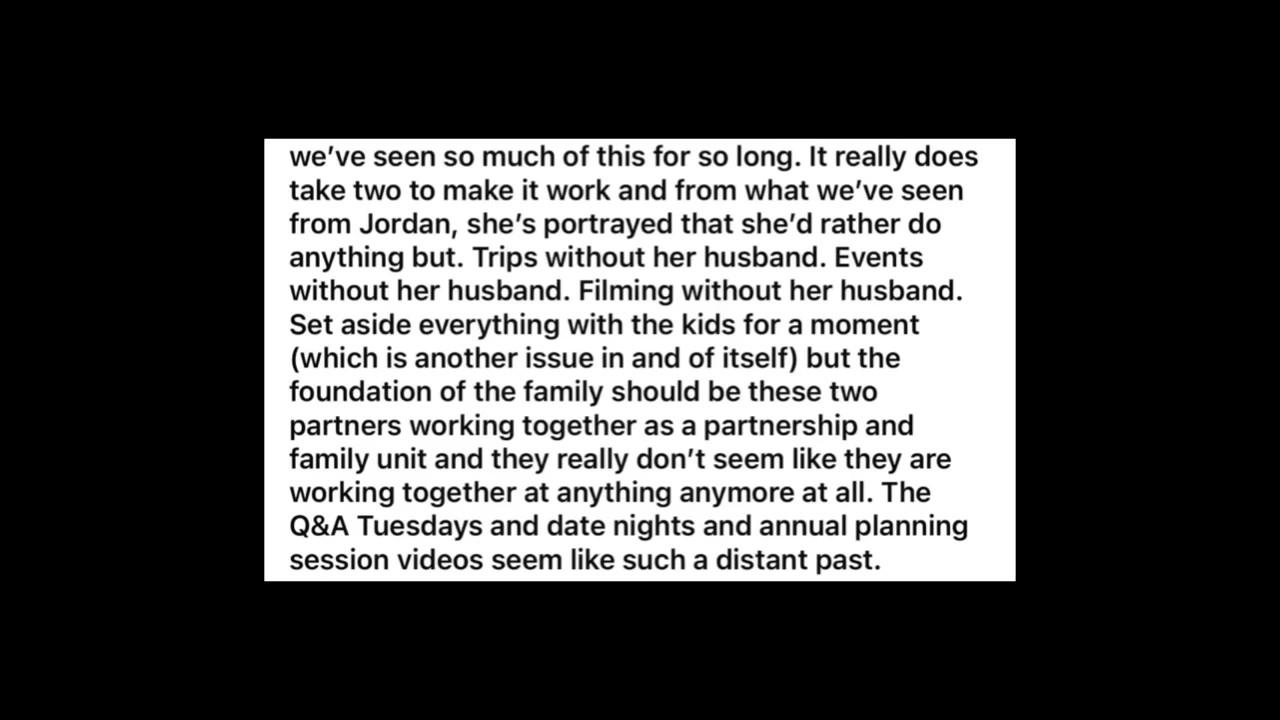 we’ve seen so much of this for so long. It really does
take two to make it work and from what we’ve seen
from Jordan, she’s portrayed that she’d rather do
anything but. Trips without her husband. Events
without her husband. Filming without her husband.
Set aside everything with the kids for a moment
(which is another issue in and of itself) but the
foundation of the family should be these two
partners working together as a partnership and
family unit and they really don’t seem like they are
working together at anything anymore at all. The
Q&A Tuesdays and date nights and annual planning
session videos seem like such a distant past.